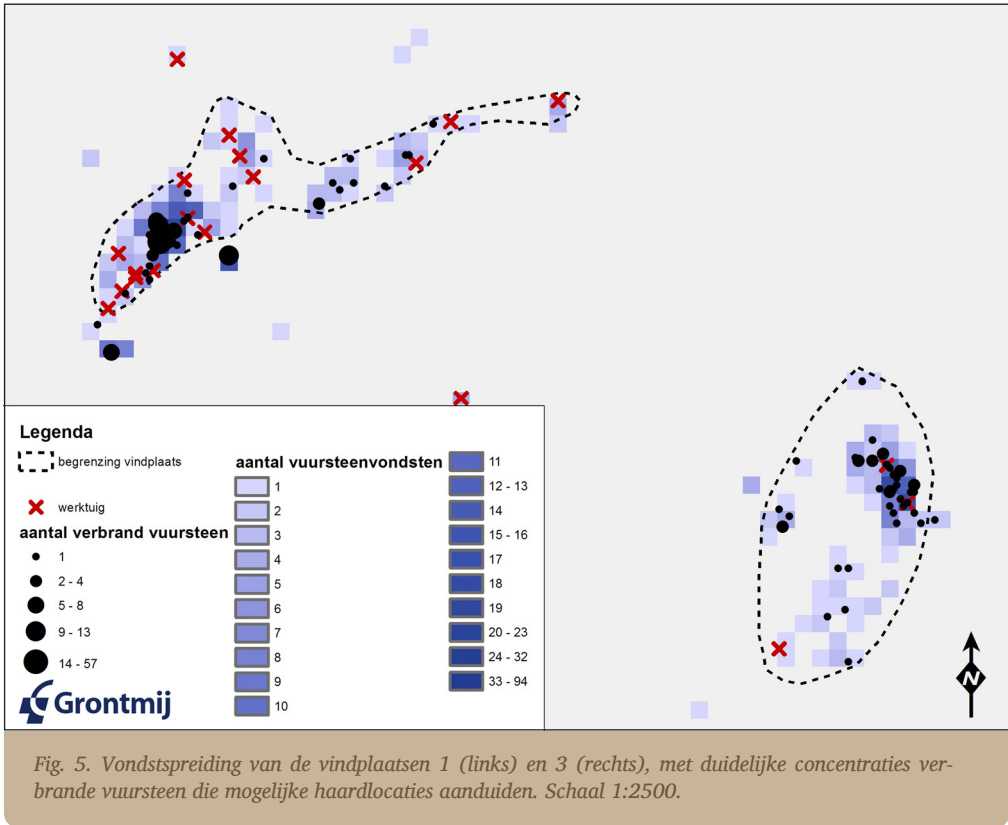 Legenda
begrenzing vindplaats
werktuig
aantal verbrand vuursteen
1
2 - 4
5 - 8
9 - 13
14 - 57
Grontmij
aantal vuursteenvondsten
1
2
3
4
5
6
7
8
9
10
11
12 - 13
14
15 - 16
17
18
19
20 - 23
24 - 32
33 - 94
N
Fig. 5. Vondstspreiding van de vindplaatsen 1 (links) en 3 (rechts), met duidelijke concentraties ver-
brande vuursteen die mogelijke haardlocaties aanduiden. Schaal 1:2500.